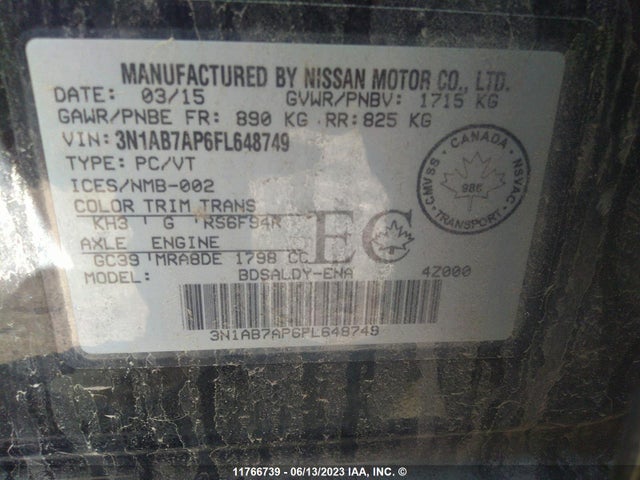 MANUFACTURED BY NISSAN MOTOR CO., LTD.
DATE: 03/15 GVWR/PNBV: 1715 KG
GAWR/PNBE FR: 890 KG RR: 825 KG
VIN: 3N1AB7AP6FL648749
TYPE: PC/VT
ICES/NMB-002
COLOR TRIM TRANS
KH3 G RS6F94R
AXLE ENGINE
GC39 MRA8DE 1798 CC
MODEL: BDSALDY-ENA 4Z000
EC
CMVSS CANADA NSVAC
986
TRANSPORT
3N1AB7AP6FL648749
11766739 - 06/13/2023 IAA, INC. ©